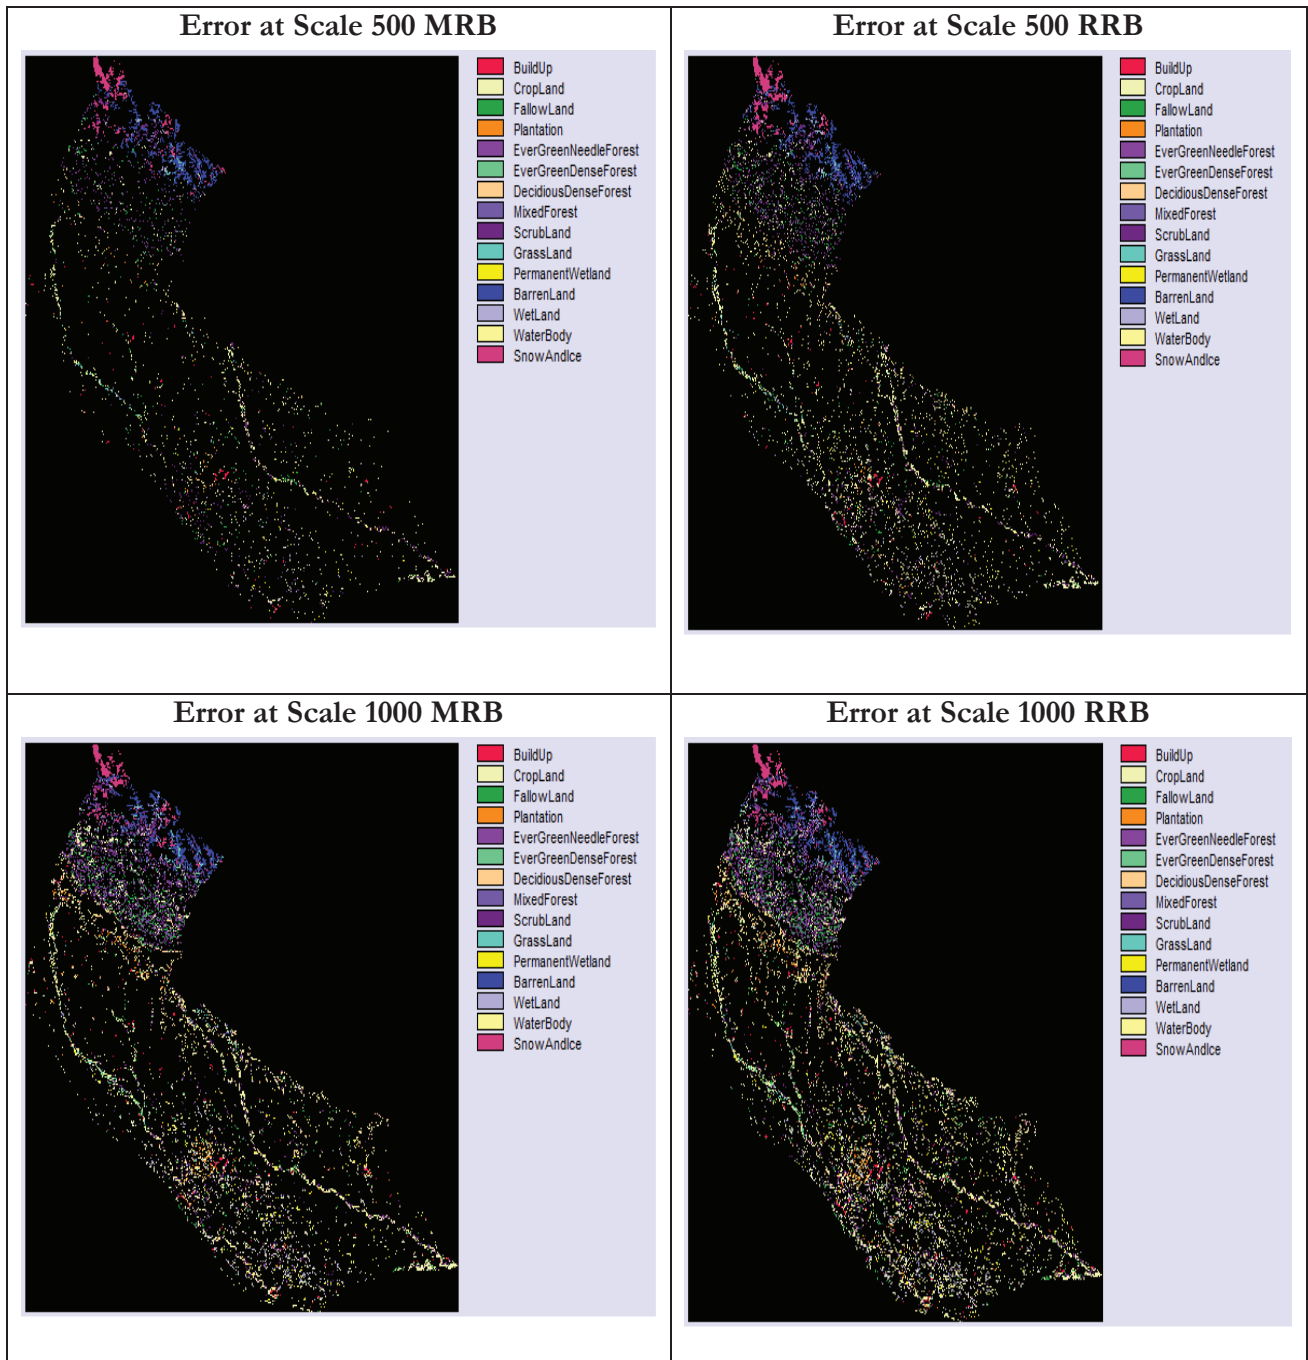 Error at Scale 500 MRB
BuildUp
CropLand
FallowLand
Plantation
EverGreenNeedleForest
EverGreenDenseForest
DecidiousDenseForest
MixedForest
ScrubLand
GrassLand
PermanentWetland
BarrenLand
WetLand
WaterBody
SnowAndIce
Error at Scale 500 RRB
BuildUp
CropLand
FallowLand
Plantation
EverGreenNeedleForest
EverGreenDenseForest
DecidiousDenseForest
MixedForest
ScrubLand
GrassLand
PermanentWetland
BarrenLand
WetLand
WaterBody
SnowAndIce
Error at Scale 1000 MRB
BuildUp
CropLand
FallowLand
Plantation
EverGreenNeedleForest
EverGreenDenseForest
DecidiousDenseForest
MixedForest
ScrubLand
GrassLand
PermanentWetland
BarrenLand
WetLand
WaterBody
SnowAndIce
Error at Scale 1000 RRB
BuildUp
CropLand
FallowLand
Plantation
EverGreenNeedleForest
EverGreenDenseForest
DecidiousDenseForest
MixedForest
ScrubLand
GrassLand
PermanentWetland
BarrenLand
WetLand
WaterBody
SnowAndIce